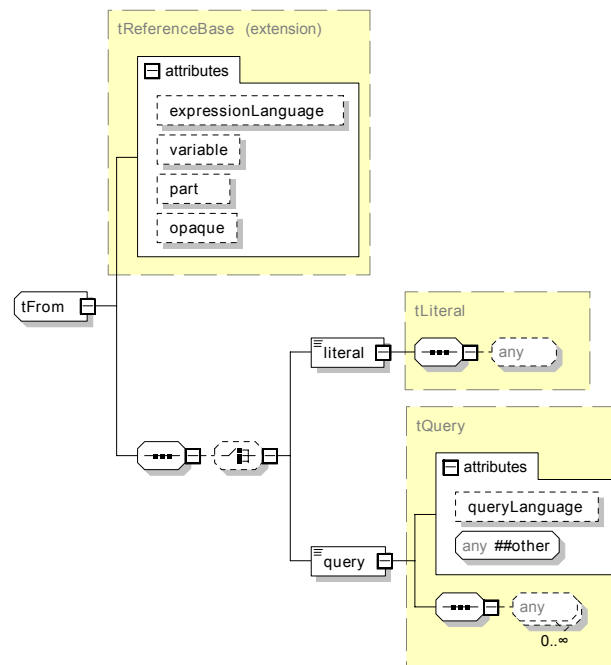 tReferenceBase (extension)
attributes
expressionLanguage
variable
part
opaque
tFrom
tLiteral
literal
any
tQuery
attributes
queryLanguage
any ##other
query
any
0..∞